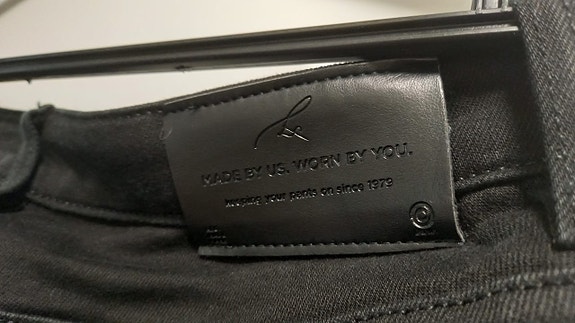 MADE BY US. WORN BY YOU.
keeping your pants on since 1979